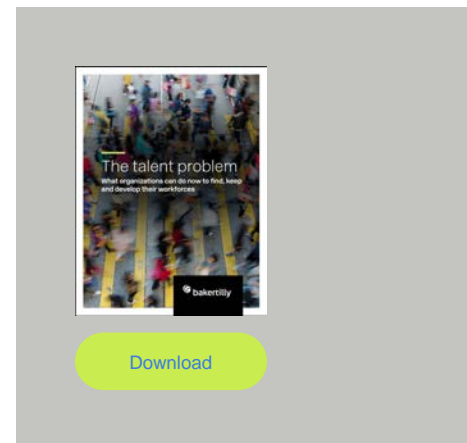 The talent problem
What organizations can do now to find, keep
and develop their workforces
bakertilly
Download